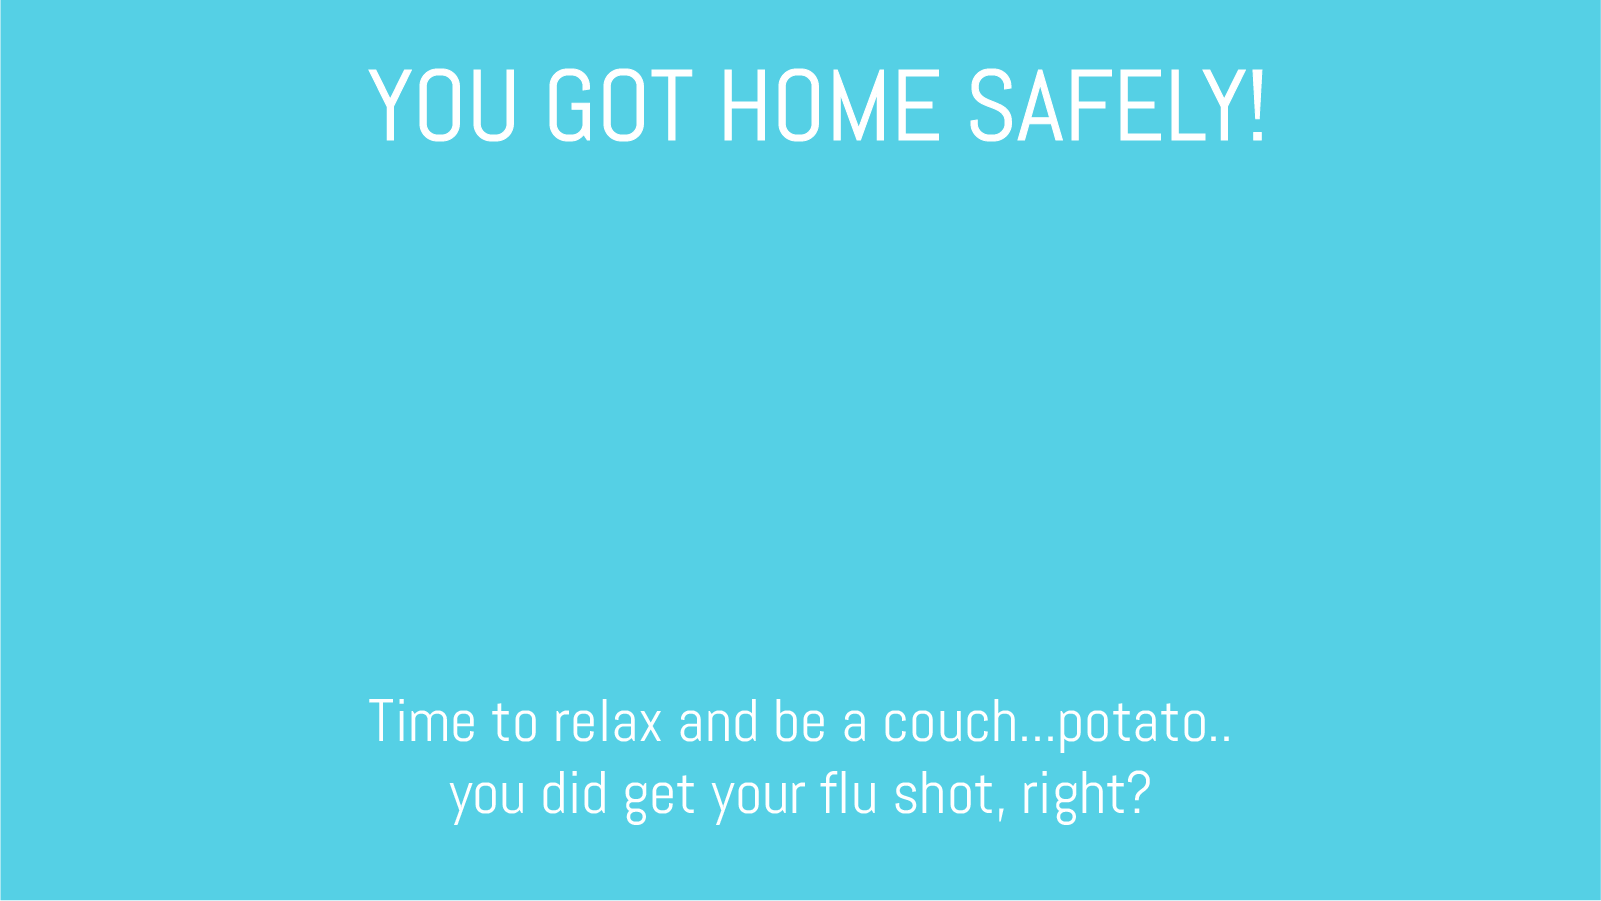 YOU GOT HOME SAFELY!
Time to relax and be a couch...potato..
you did get your flu shot, right?